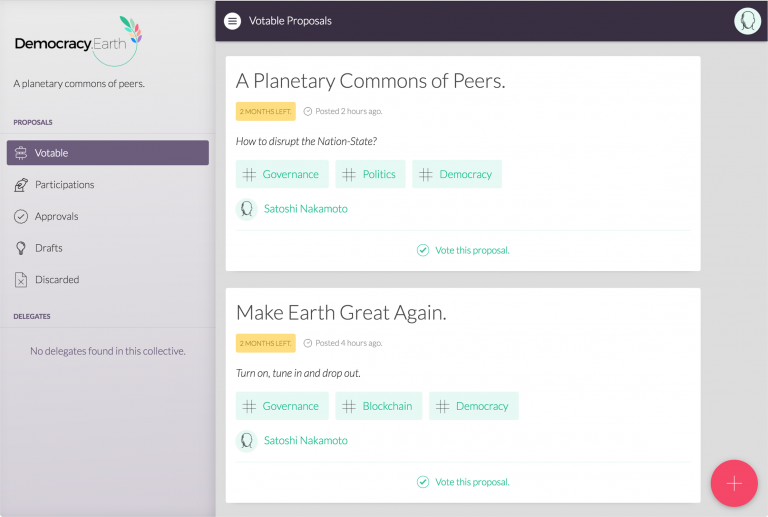 Democracy.Earth
A planetary commons of peers.
PROPOSALS
Votable
Participations
Approvals
Drafts
Discarded
DELEGATES
No delegates found in this collective.
Votable Proposals
A Planetary Commons of Peers.
2 MONTHS LEFT. Posted 2 hours ago.
How to disrupt the Nation-State?
# Governance # Politics # Democracy
Satoshi Nakamoto
Vote this proposal.
Make Earth Great Again.
2 MONTHS LEFT. Posted 4 hours ago.
Turn on, tune in and drop out.
# Governance # Blockchain # Democracy
Satoshi Nakamoto
Vote this proposal.